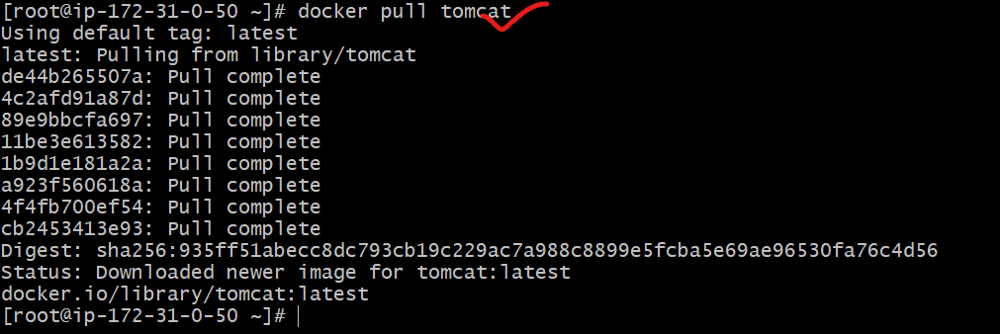 [root@ip-172-31-0-50 ~]# docker pull tomcat
Using default tag: latest
latest: Pulling from library/tomcat
de44b265507a: Pull complete
4c2afd91a87d: Pull complete
89e9bbcfa697: Pull complete
11be3e613582: Pull complete
1b9d1e181a2a: Pull complete
a923f560618a: Pull complete
4f4fb700ef54: Pull complete
cb2453413e93: Pull complete
Digest: sha256:935ff51abecc8dc793cb19c229ac7a988c8899e5fcba5e69ae96530fa76c4d56
Status: Downloaded newer image for tomcat:latest
docker.io/library/tomcat:latest
[root@ip-172-31-0-50 ~]#